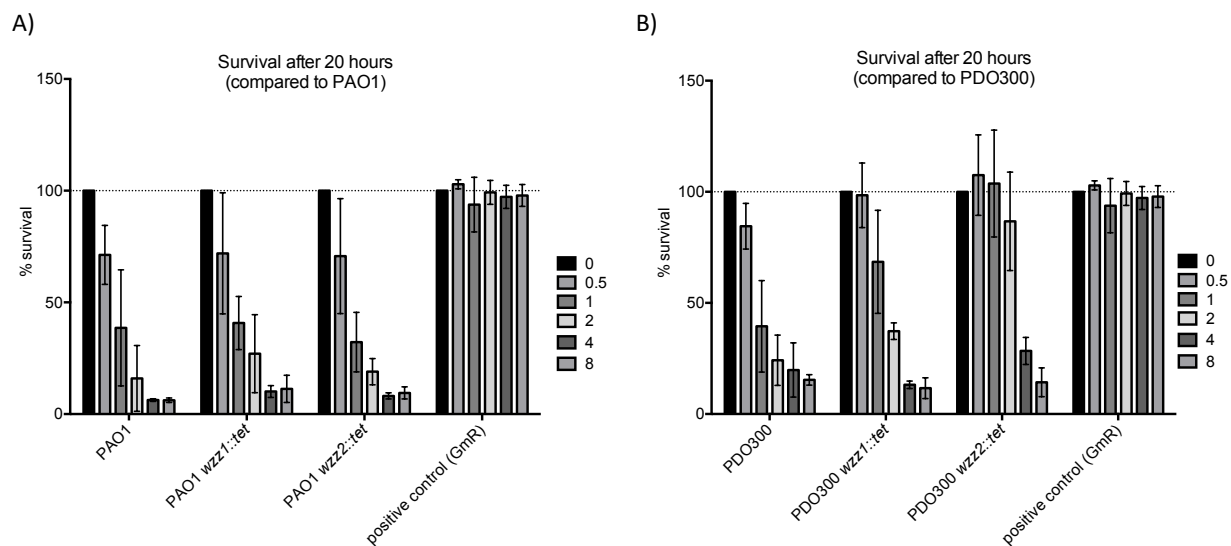 A)
Survival after 20 hours
(compared to PAO1)
150
100
50
0
% survival
0
0.5
1
2
4
8
PAO1
PAO1 wzz1::tet
PAO1 wzz2::tet
positive control (GmR)
B)
Survival after 20 hours
(compared to PDO300)
150
100
50
0
% survival
0
0.5
1
2
4
8
PDO300
PDO300 wzz1::tet
PDO300 wzz2::tet
positive control (GmR)